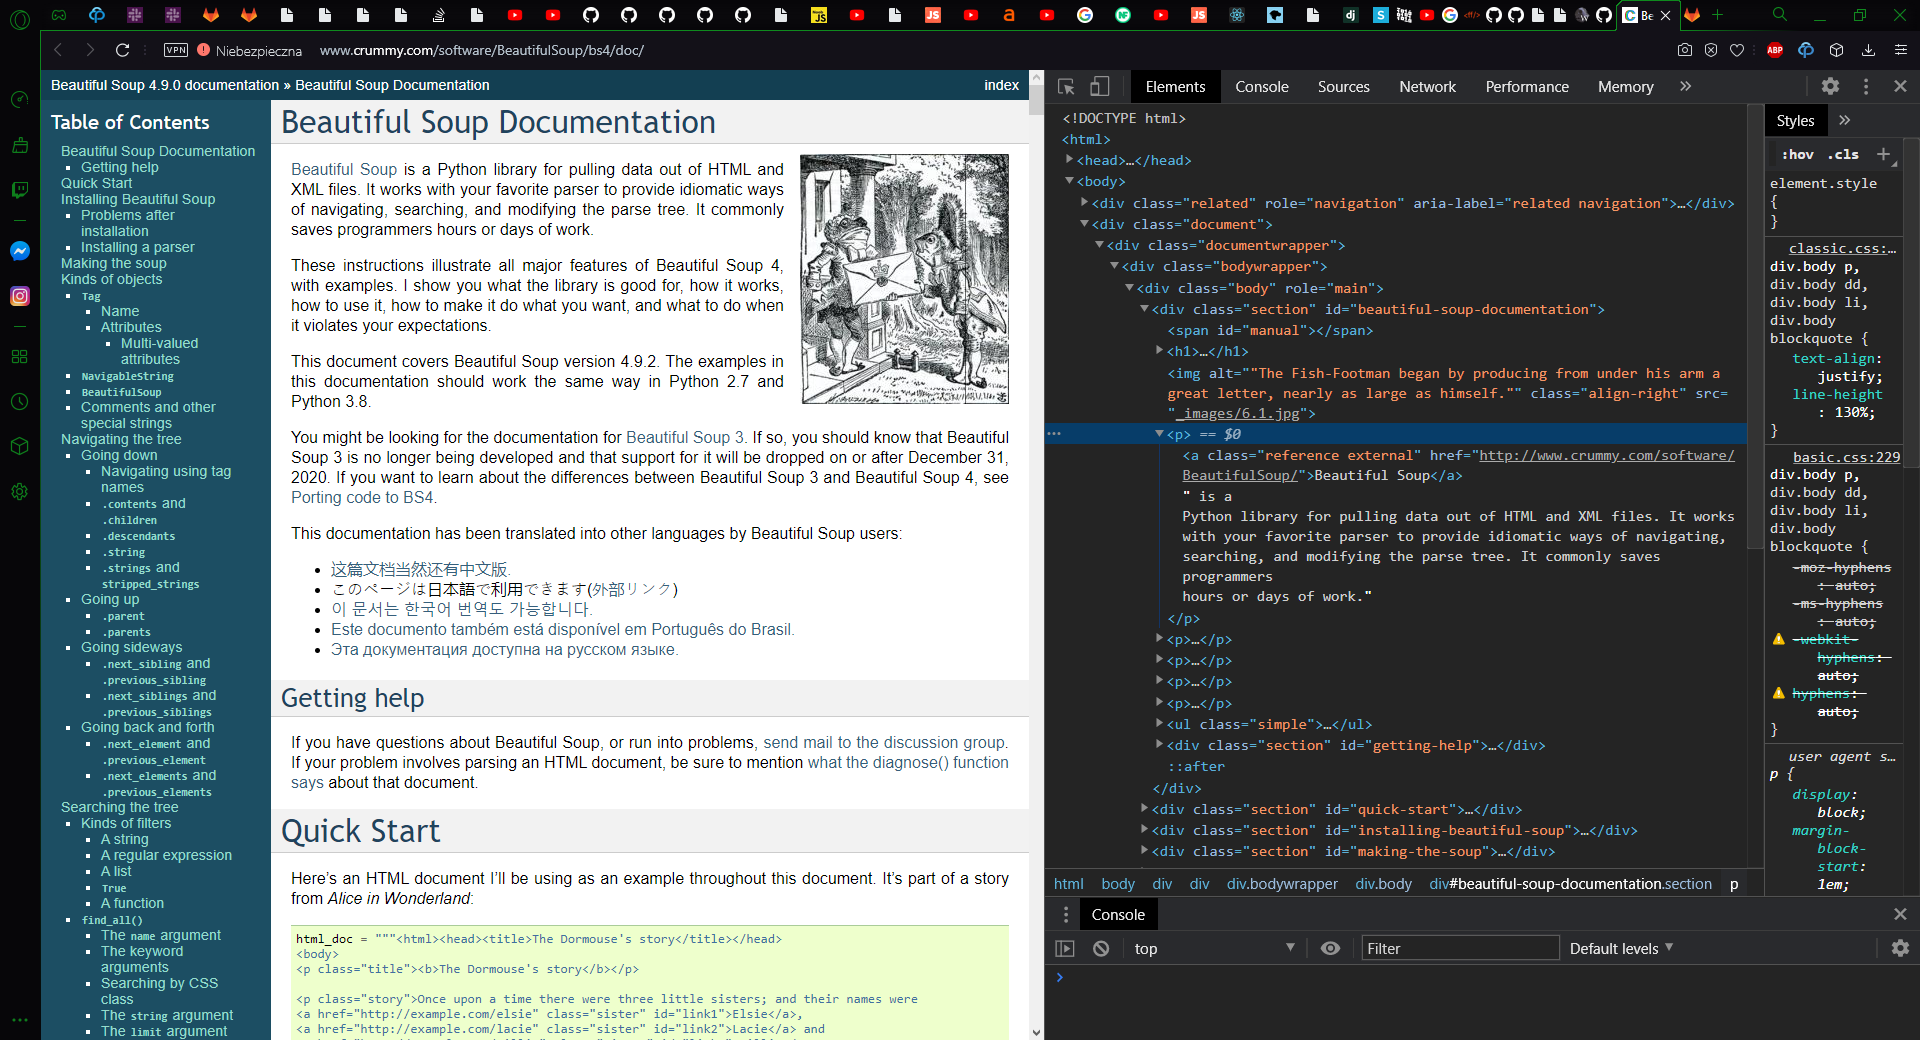 Be
VPN
Niebezpieczna
www.crummy.com/software/BeautifulSoup/bs4/doc/
ABP
Beautiful Soup 4.9.0 documentation » Beautiful Soup Documentation
index
Table of Contents
Beautiful Soup Documentation
Getting help
Quick Start
Installing Beautiful Soup
Problems after
installation
Installing a parser
Making the soup
Kinds of objects
Tag
Name
Attributes
Multi-valued
attributes
NavigableString
BeautifulSoup
Comments and other
special strings
Navigating the tree
Going down
Navigating using tag
names
.contents and
.children
.descendants
.string
.strings and
stripped_strings
Going up
.parent
.parents
Going sideways
.next_sibling and
.previous_sibling
.next_siblings and
.previous_siblings
Going back and forth
.next_element and
.previous_element
.next_elements and
.previous_elements
Searching the tree
Kinds of filters
A string
A regular expression
A list
True
A function
find_all()
The name argument
The keyword
arguments
Searching by CSS
class
The string argument
The limit argument
Beautiful Soup Documentation
Beautiful Soup is a Python library for pulling data out of HTML and
XML files. It works with your favorite parser to provide idiomatic ways
of navigating, searching, and modifying the parse tree. It commonly
saves programmers hours or days of work.
These instructions illustrate all major features of Beautiful Soup 4,
with examples. I show you what the library is good for, how it works,
how to use it, how to make it do what you want, and what to do when
it violates your expectations.
This document covers Beautiful Soup version 4.9.2. The examples in
this documentation should work the same way in Python 2.7 and
Python 3.8.
You might be looking for the documentation for Beautiful Soup 3. If so, you should know that Beautiful
Soup 3 is no longer being developed and that support for it will be dropped on or after December 31,
2020. If you want to learn about the differences between Beautiful Soup 3 and Beautiful Soup 4, see
Porting code to BS4.
This documentation has been translated into other languages by Beautiful Soup users:
这篇文档当然还有中文版.
このページは日本語で利用できます(外部リンク)
이 문서는 한국어 번역도 가능합니다.
Este documento também está disponível em Português do Brasil.
Эта документация доступна на русском языке.
Getting help
If you have questions about Beautiful Soup, or run into problems, send mail to the discussion group.
If your problem involves parsing an HTML document, be sure to mention what the diagnose() function
says about that document.
Quick Start
Here's an HTML document I'll be using as an example throughout this document. It's part of a story
from Alice in Wonderland:
html_doc = """<html><head><title>The Dormouse's story</title></head>
<body>
<p class="title"><b>The Dormouse's story</b></p>
<p class="story">Once upon a time there were three little sisters; and their names were
<a href="http://example.com/elsie" class="sister" id="link1">Elsie</a>,
<a href="http://example.com/lacie" class="sister" id="link2">Lacie</a> and
Elements
Console
Sources
Network
Performance
Memory
<!DOCTYPE html>
<html>
<head>…</head>
<body>
<div class="related" role="navigation" aria-label="related navigation">…</div>
<div class="document">
<div class="documentwrapper">
<div class="bodywrapper">
<div class="body" role="main">
<div class="section" id="beautiful-soup-documentation">
<span id="manual"></span>
<h1>…</h1>
<img alt=""The Fish-Footman began by producing from under his arm a
great letter, nearly as large as himself."" class="align-right" src=
"_images/6.1.jpg">
<p> == $0
<a class="reference external" href="http://www.crummy.com/software/
BeautifulSoup/">Beautiful Soup</a>
" is a
Python library for pulling data out of HTML and XML files. It works
with your favorite parser to provide idiomatic ways of navigating,
searching, and modifying the parse tree. It commonly saves
programmers
hours or days of work."
</p>
<p>…</p>
<p>…</p>
<p>…</p>
<p>…</p>
<ul class="simple">…</ul>
<div class="section" id="getting-help">…</div>
::after
</div>
<div class="section" id="quick-start">…</div>
<div class="section" id="installing-beautiful-soup">…</div>
<div class="section" id="making-the-soup">…</div>
html body div div div.bodywrapper div.body div#beautiful-soup-documentation.section p
Styles
:hov .cls +
element.style
{
}
classic.css:…
div.body p,
div.body dd,
div.body li,
div.body
blockquote {
text-align:
justify;
line-height
: 130%;
}
basic.css:229
div.body p,
div.body dd,
div.body li,
div.body
blockquote {
-moz-hyphens
: auto;
-ms-hyphens
: auto;
-webkit-
hyphens:
auto;
hyphens:
auto;
}
user agent s…
p {
display:
block;
margin-
block-
start:
1em;
Console
top
Filter
Default levels